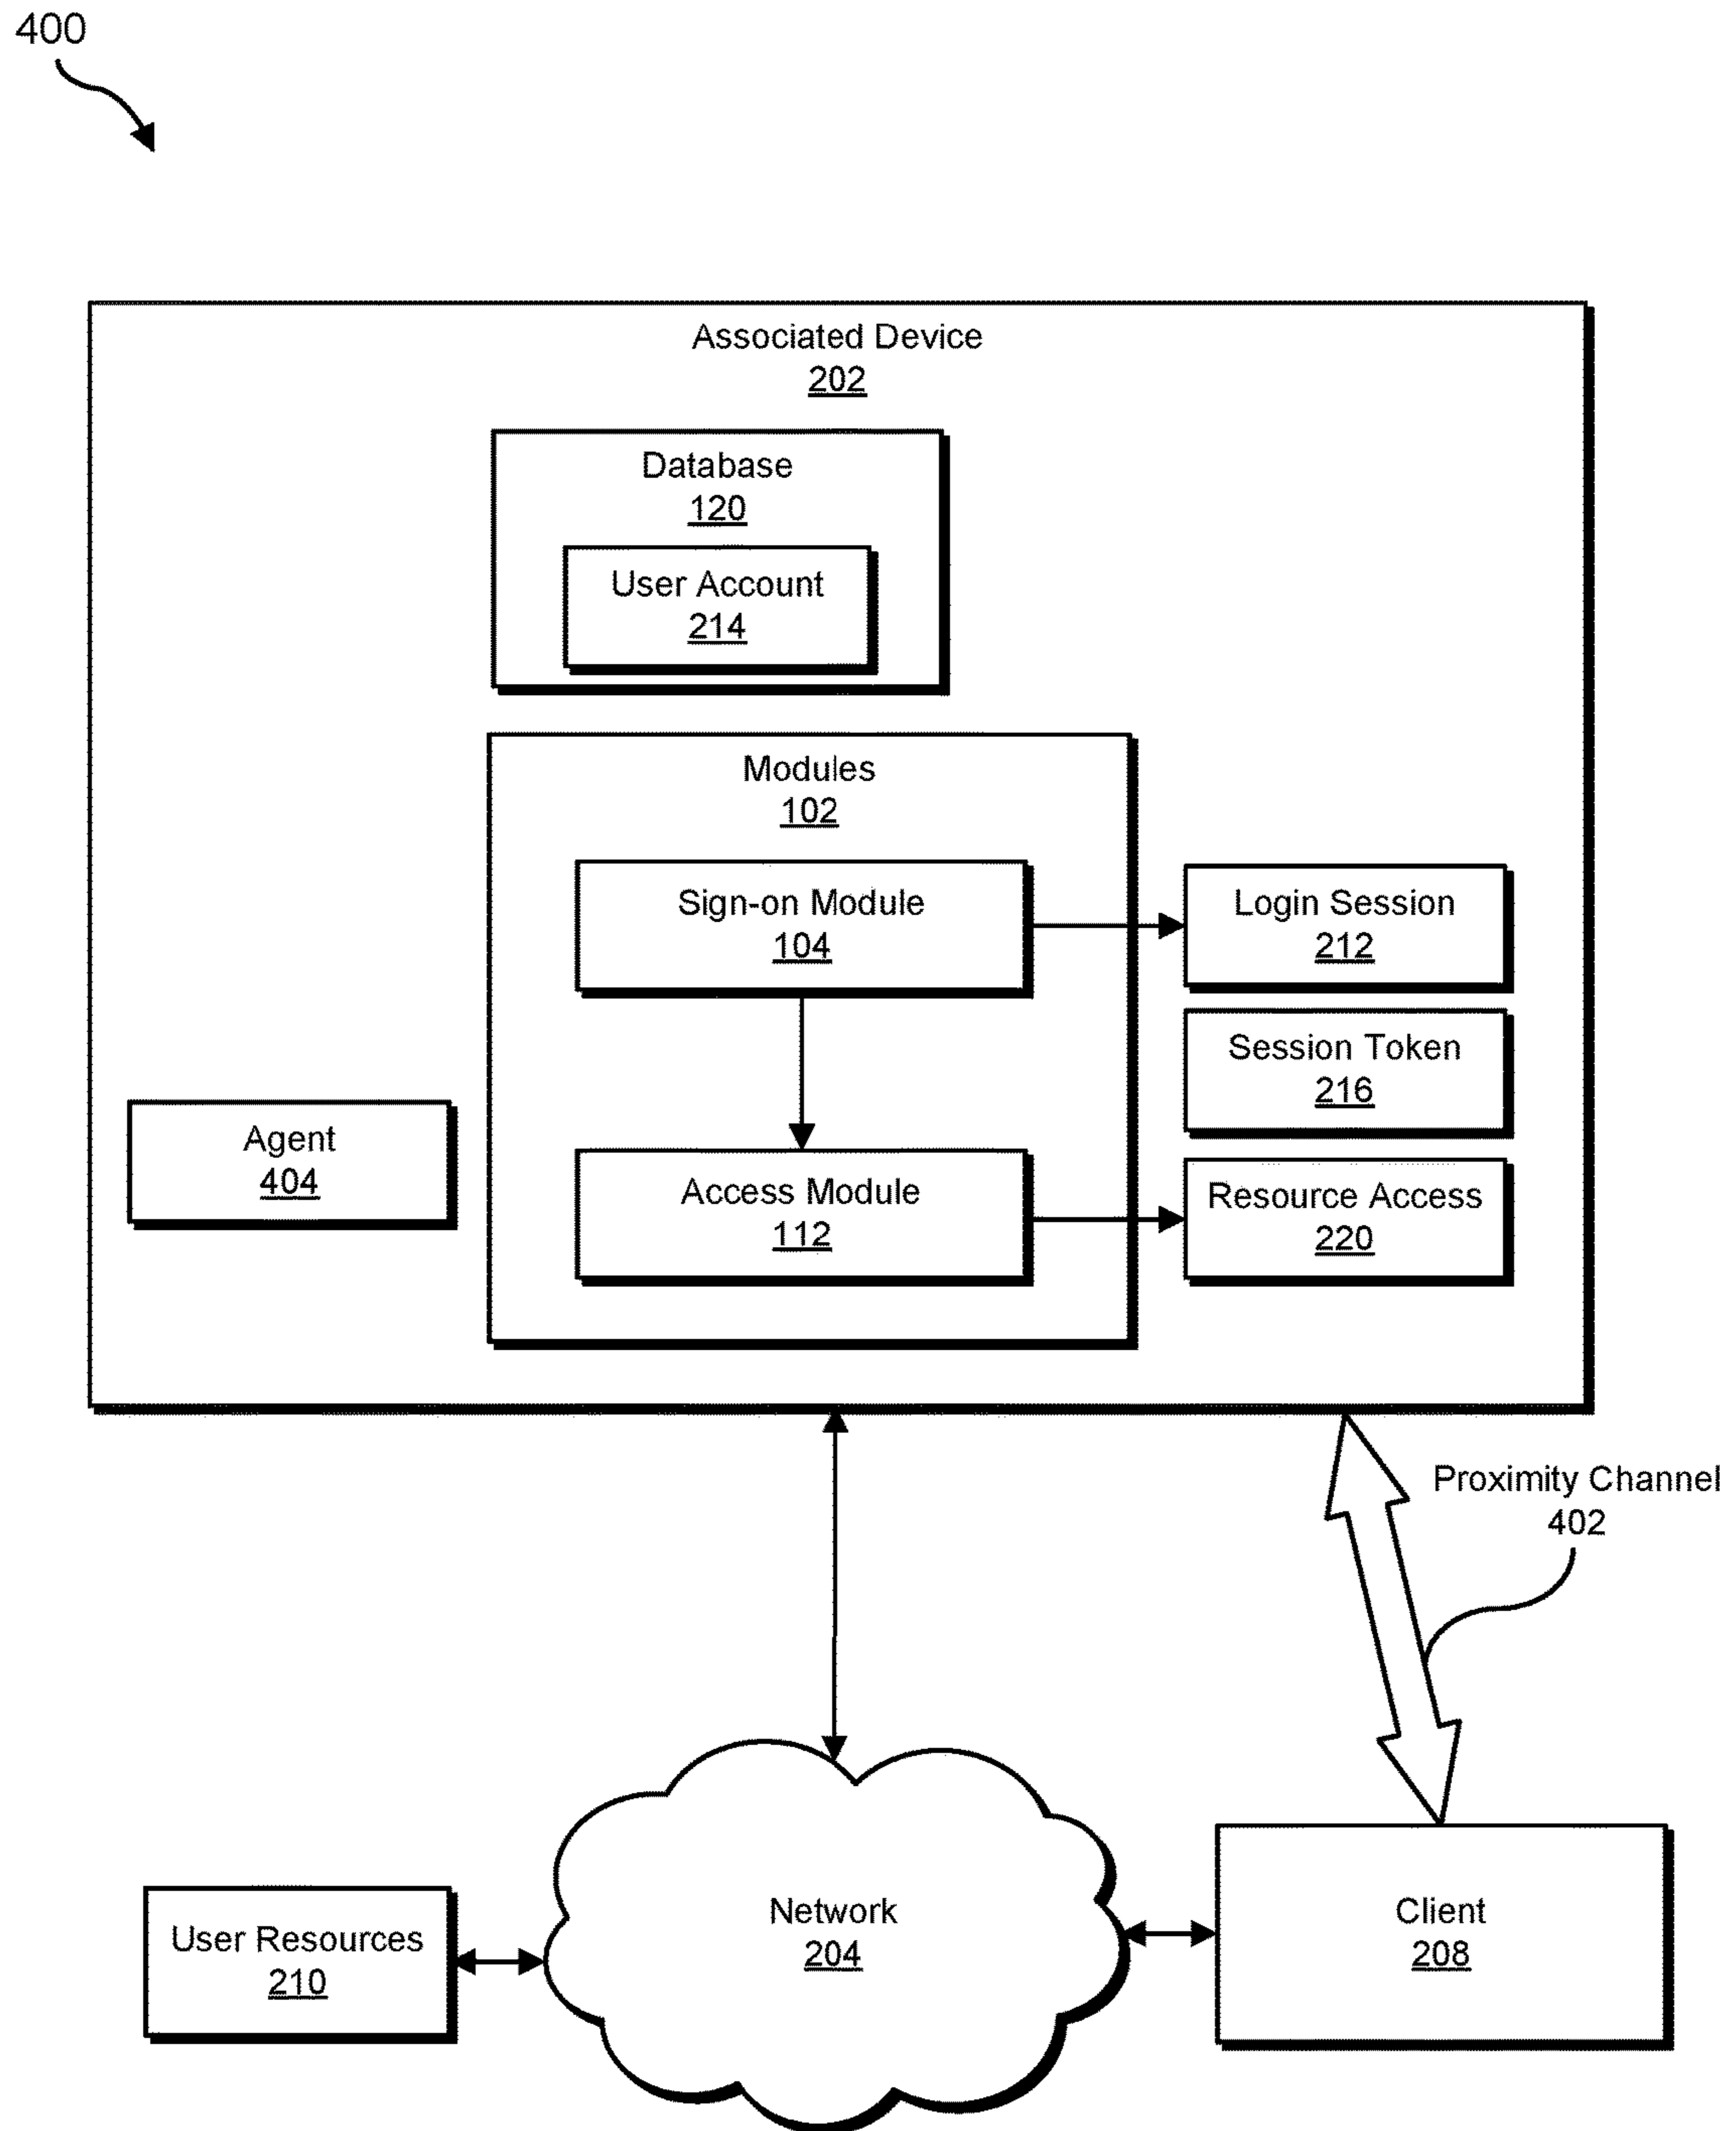 400
Associated Device
202
Database
120
User Account
214
Modules
102
Sign-on Module
104
Login Session
212
Session Token
216
Agent
404
Access Module
112
Resource Access
220
Proximity Channel
402
Network
204
Client
208
User Resources
210